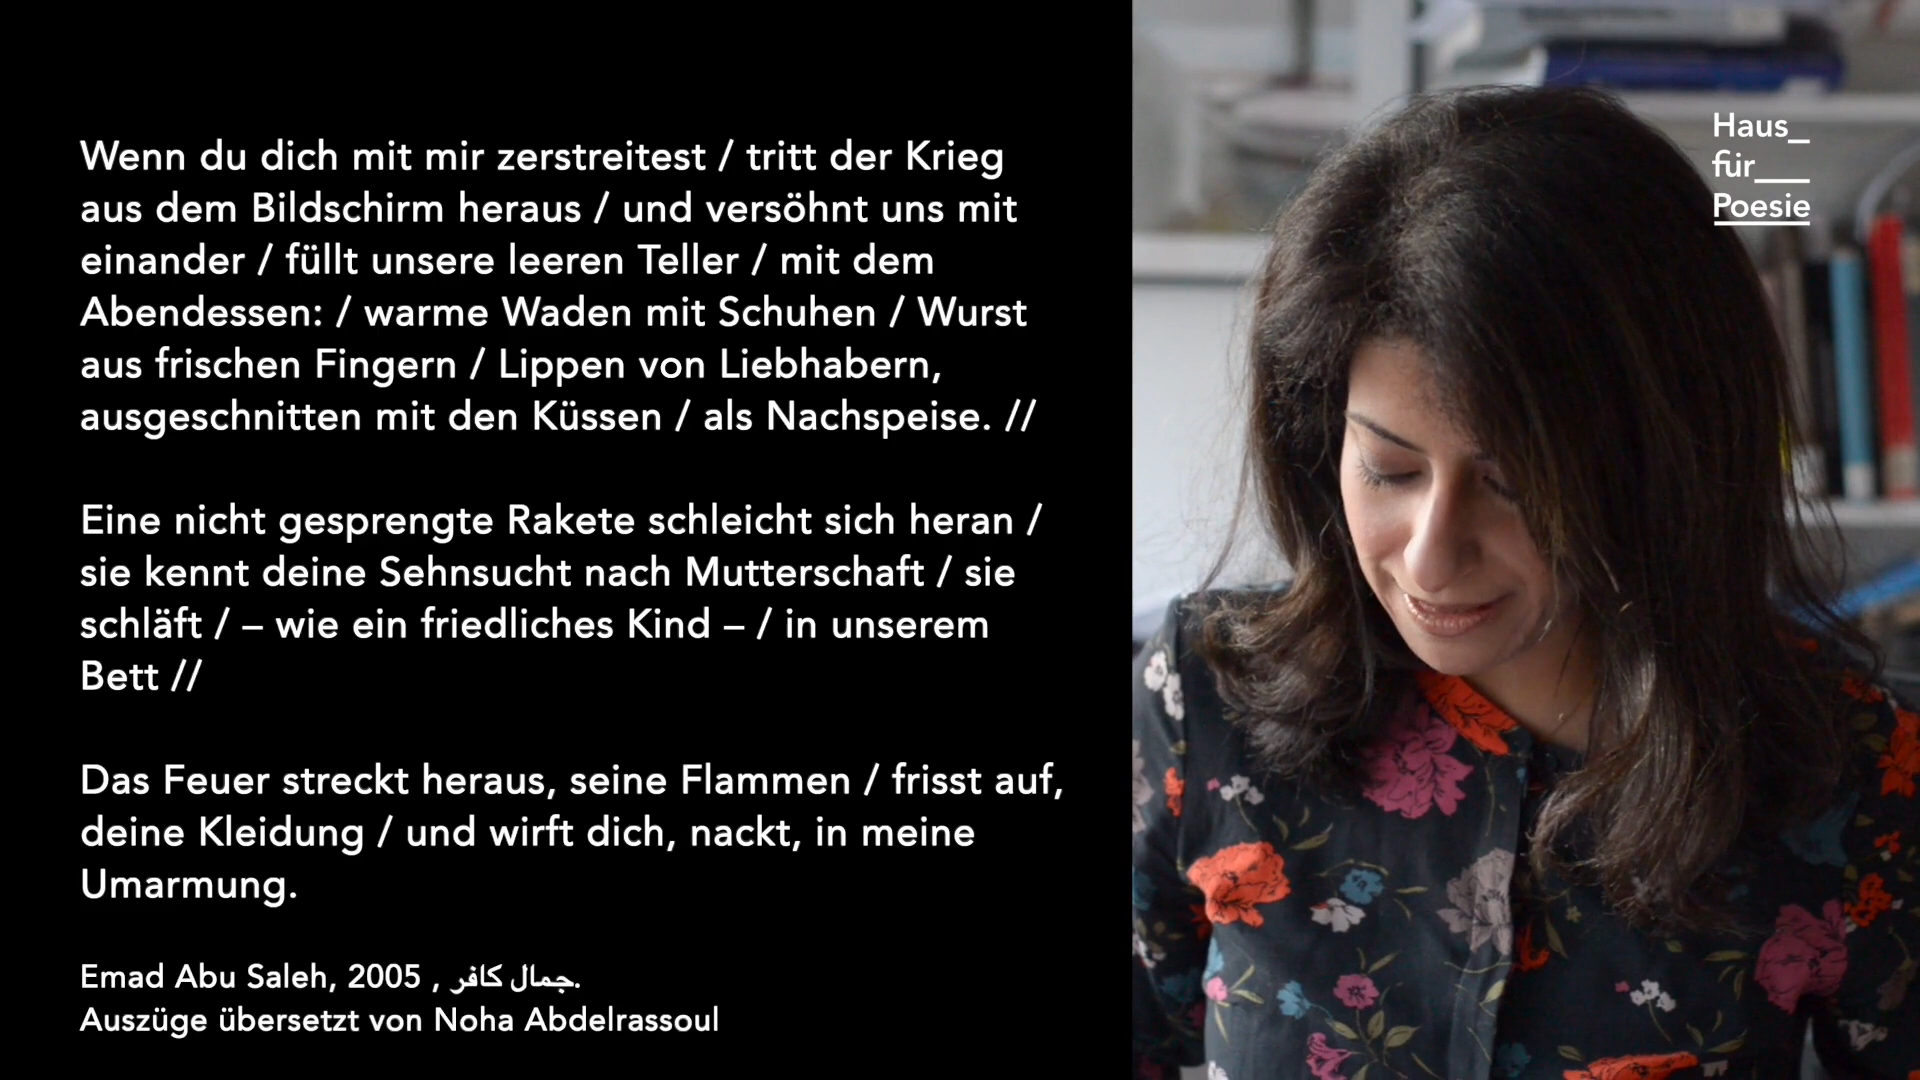 Wenn du dich mit mir zerstreitest / tritt der Krieg
aus dem Bildschirm heraus / und versöhnt uns mit
einander / füllt unsere leeren Teller / mit dem
Abendessen: / warme Waden mit Schuhen / Wurst
aus frischen Fingern / Lippen von Liebhabern,
ausgeschnitten mit den Küssen / als Nachspeise. //
Eine nicht gesprengte Rakete schleicht sich heran /
sie kennt deine Sehnsucht nach Mutterschaft / sie
schläft / – wie ein friedliches Kind – / in unserem
Bett //
Das Feuer streckt heraus, seine Flammen / frisst auf,
deine Kleidung / und wirft dich, nackt, in meine
Umarmung.
Emad Abu Saleh, 2005 , جمال كافر.
Auszüge übersetzt von Noha Abdelrassoul
Haus_
für___
Poesie